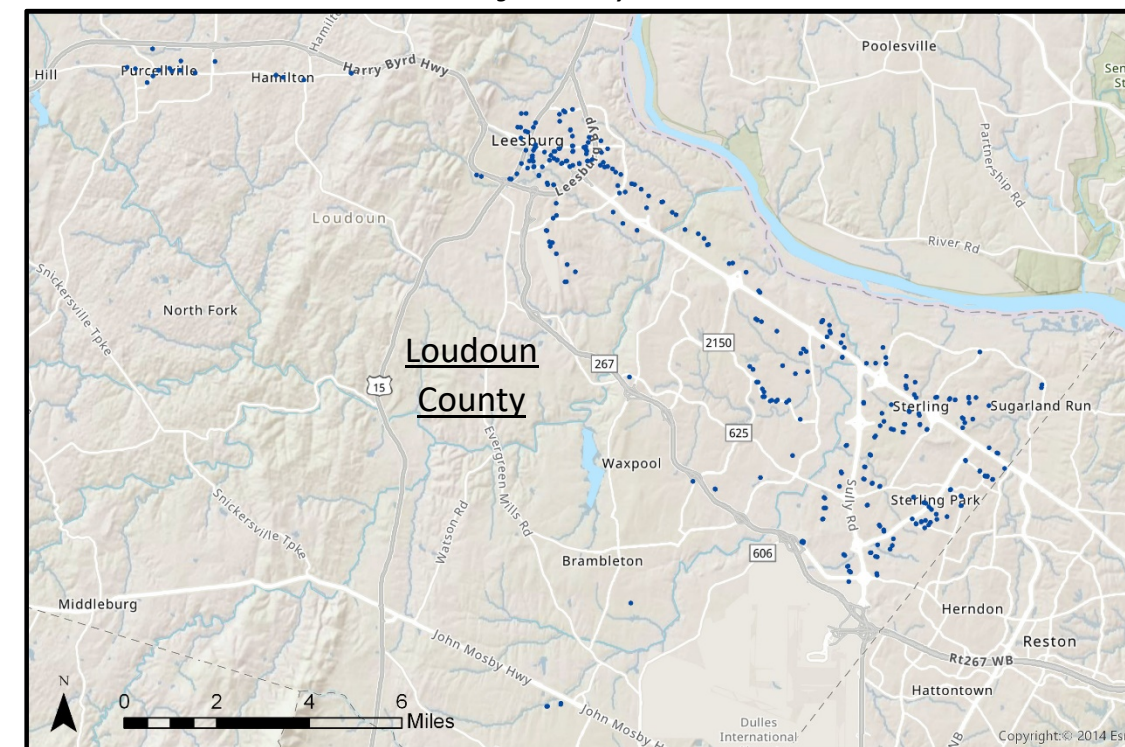 Poolesville
Hill
Purcellville
Hamilton
Harry Byrd Hwy
Leesburg
Leesburg Byp
Partnership Rd
Loudoun
River Rd
Snickersville Tpke
North Fork
2150
Loudoun
County
267
15
Sterling
Sugarland Run
625
Evergreen Mills Rd
Waxpool
Sully Rd
Sterling Park
Snickersville Tpke
Watson Rd
Brambleton
606
Middleburg
Herndon
Reston
John Mosby Hwy
Rt267 WB
Hattontown
N
0 2 4 6
Miles
John Mosby H
Dulles
International
NB
Copyright:© 2014 Esr